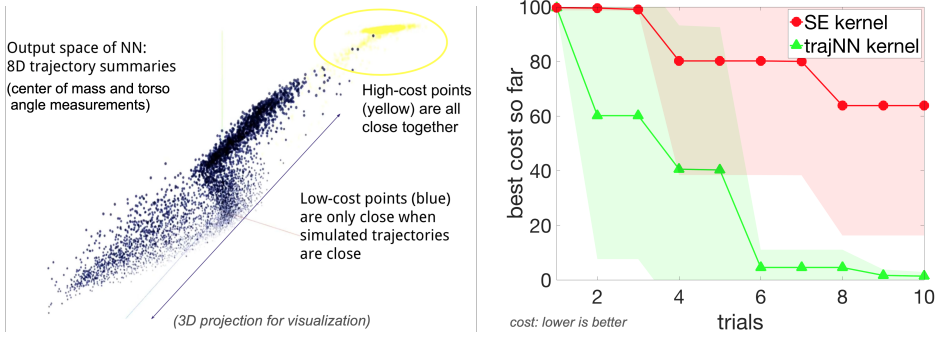 Output space of NN:
8D trajectory summaries
(center of mass and torso
angle measurements)
High-cost points
(yellow) are all
close together
Low-cost points (blue)
are only close when
simulated trajectories
are close
(3D projection for visualization)
100
80
60
40
20
0
best cost so far
SE kernel
trajNN kernel
2
4
6
8
10
cost: lower is better
trials